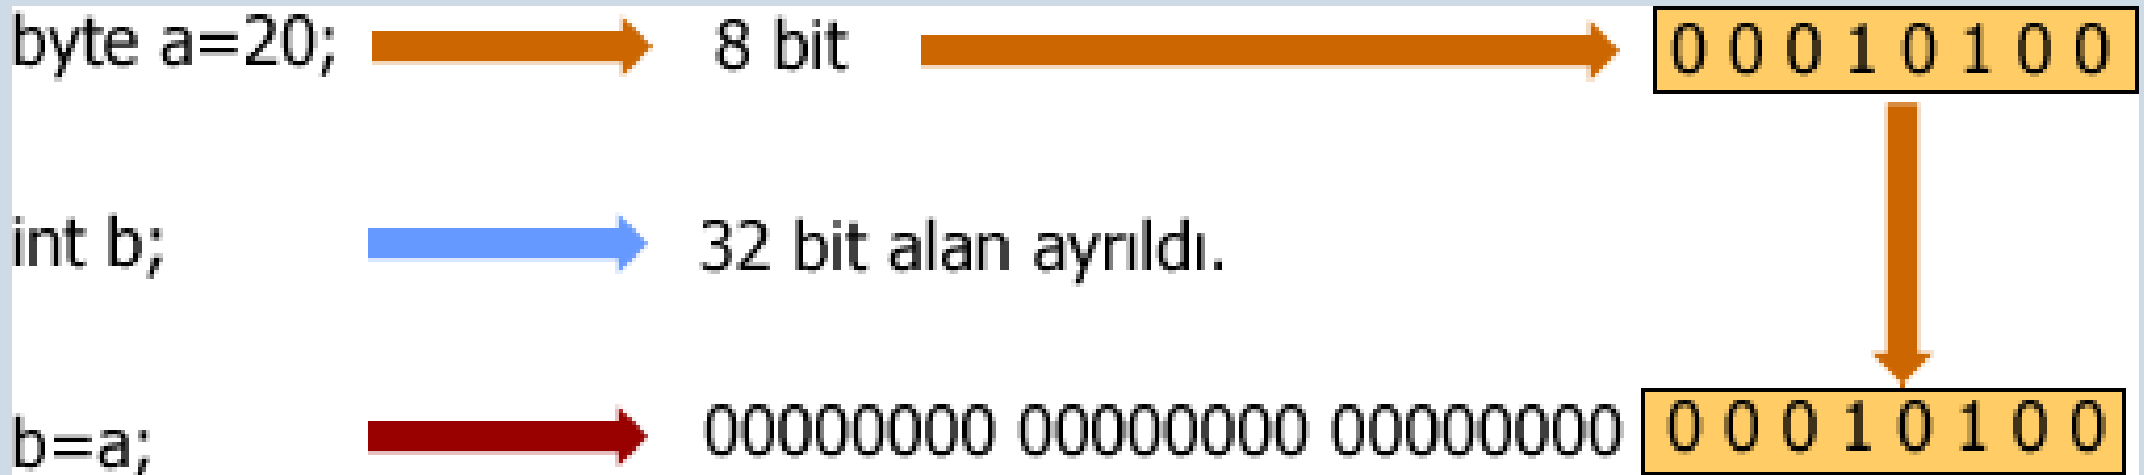 byte a=20; 8 bit 0 0 0 1 0 1 0 0
int b; 32 bit alan ayrıldı.
b=a; 00000000 00000000 00000000 0 0 0 1 0 1 0 0